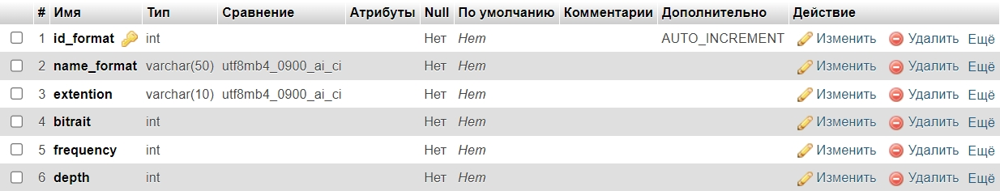 # Имя Тип Сравнение Атрибуты Null По умолчанию Комментарии Дополнительно Действие
1 id_format int Нет Нет AUTO_INCREMENT Изменить Удалить Ещё
2 name_format varchar(50) utf8mb4_0900_ai_ci Нет Нет Изменить Удалить Ещё
3 extention varchar(10) utf8mb4_0900_ai_ci Нет Нет Изменить Удалить Ещё
4 bitrait int Нет Нет Изменить Удалить Ещё
5 frequency int Нет Нет Изменить Удалить Ещё
6 depth int Нет Нет Изменить Удалить Ещё